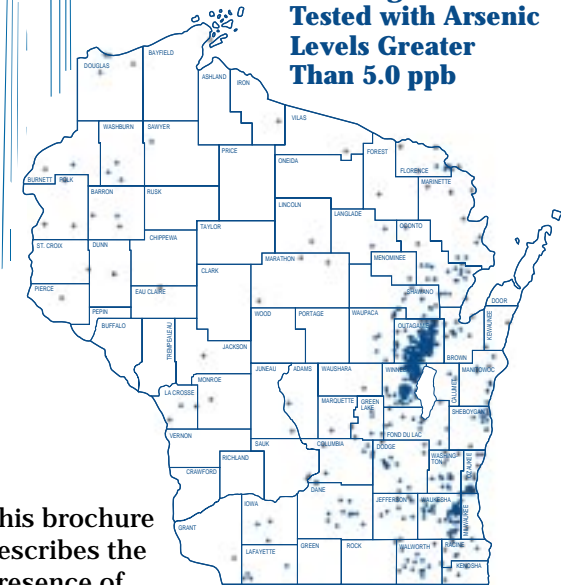 Tested with Arsenic
Levels Greater
Than 5.0 ppb
BAYFIELD
DOUGLAS
ASHLAND
IRON
VILAS
WASHBURN
SAWYER
PRICE
ONEIDA
FOREST
FLORENCE
MARINETTE
BURNETT
POLK
BARRON
RUSK
LINCOLN
LANGLADE
OCONTO
TAYLOR
CHIPPEWA
ST. CROIX
DUNN
MARATHON
MENOMINEE
CLARK
PIERCE
EAU CLAIRE
SHAWANO
DOOR
PEPIN
BUFFALO
TREMPEALEAU
WOOD
PORTAGE
WAUPACA
OUTAGAMIE
KEWAUNEE
BROWN
JACKSON
JUNEAU
ADAMS
WAUSHARA
MANITOWOC
CALUMET
MONROE
LA CROSSE
MARQUETTE
GREEN
LAKE
SHEBOYGAN
FOND DU LAC
VERNON
SAUK
COLUMBIA
DODGE
WASHING
TON
OZAUKEE
RICHLAND
CRAWFORD
DANE
IOWA
JEFFERSON
WAUKESHA
MILWAUKEE
his brochure
escribes the
resence of
GRANT
LAFAYETTE
GREEN
ROCK
WALWORTH
RACINE
KENOSHA